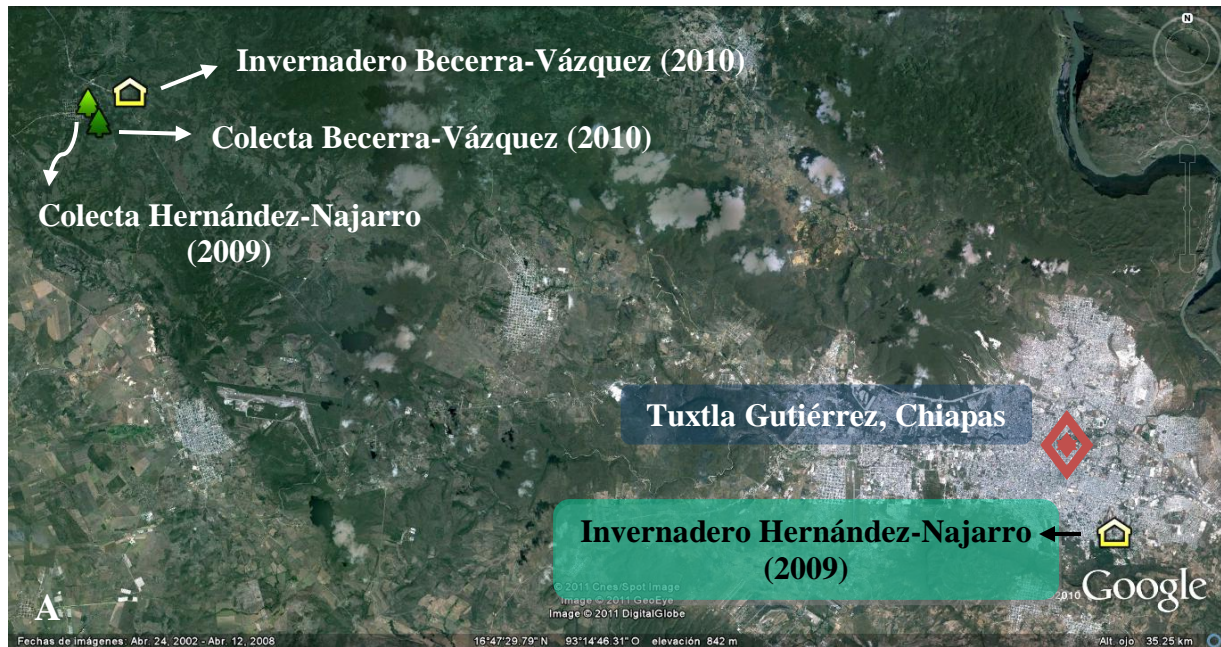 N
Invernadero Becerra-Vázquez (2010)
Colecta Becerra-Vázquez (2010)
Colecta Hernández-Najarro
(2009)
Tuxtla Gutiérrez, Chiapas
Invernadero Hernández-Najarro
(2009)
© 2011 Cnes/Spot Image
Image © 2011 GeoEye
Image © 2011 DigitalGlobe
2010 Google
A
Fechas de imágenes: Abr. 24, 2002 - Abr. 12, 2008
16°47'29.79" N 93°14'46.31" O elevación 842 m
Alt. ojo 35.25 km